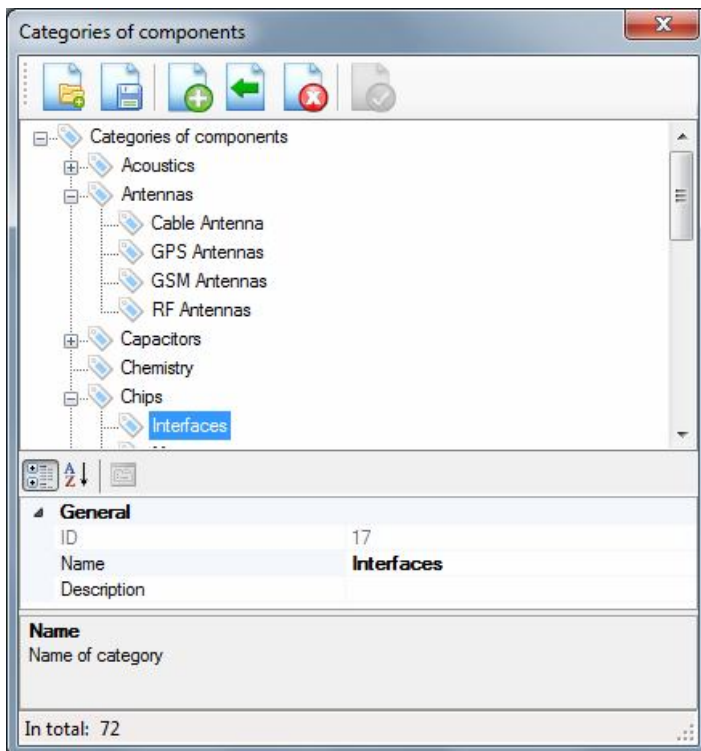 Categories of components
Categories of components
Acoustics
Antennas
Cable Antenna
GPS Antennas
GSM Antennas
RF Antennas
Capacitors
Chemistry
Chips
Interfaces
A
Z
General
ID 17
Name Interfaces
Description
Name
Name of category
In total: 72